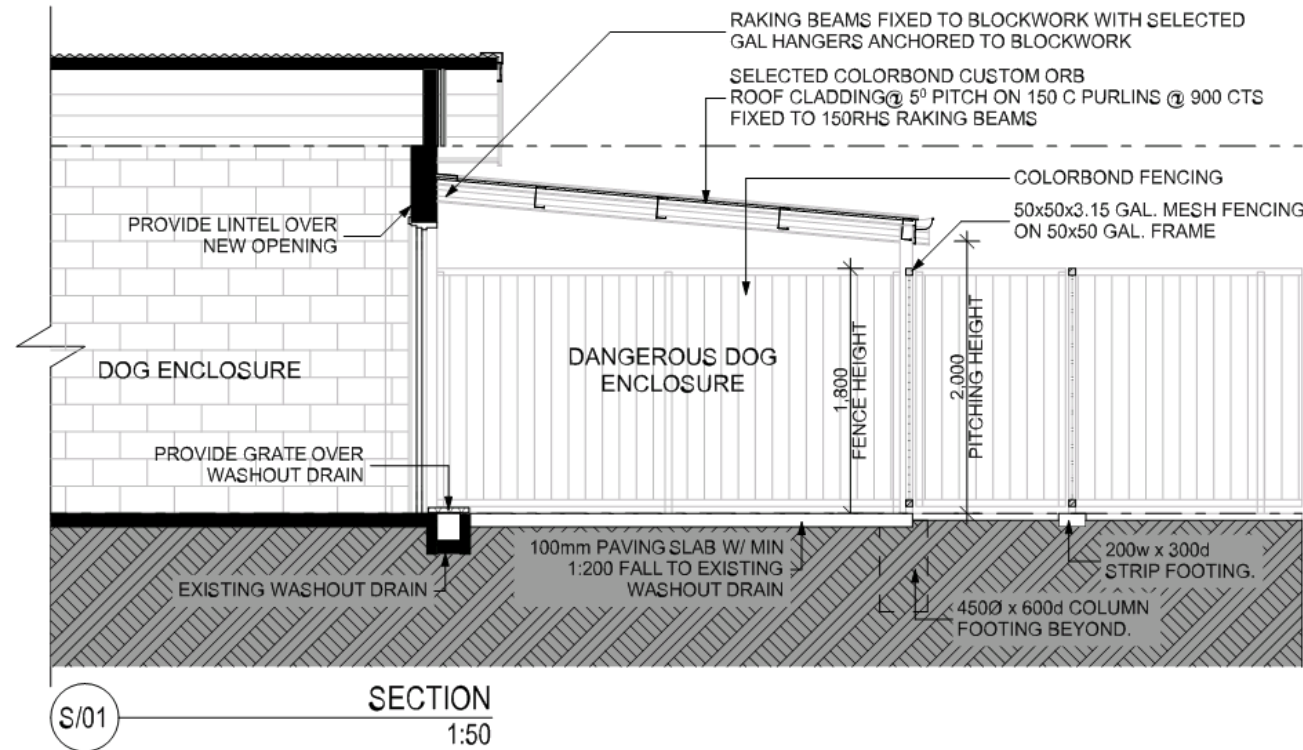 RAKING BEAMS FIXED TO BLOCKWORK WITH SELECTED
GAL HANGERS ANCHORED TO BLOCKWORK
SELECTED COLORBOND CUSTOM ORB
ROOF CLADDING@ 5⁰ PITCH ON 150 C PURLINS @ 900 CTS
FIXED TO 150RHS RAKING BEAMS
COLORBOND FENCING
50x50x3.15 GAL. MESH FENCING
ON 50x50 GAL. FRAME
PROVIDE LINTEL OVER
NEW OPENING
DOG ENCLOSURE
DANGEROUS DOG
ENCLOSURE
1,800
FENCE HEIGHT
2,000
PITCHING HEIGHT
PROVIDE GRATE OVER
WASHOUT DRAIN
EXISTING WASHOUT DRAIN
100mm PAVING SLAB W/ MIN
1:200 FALL TO EXISTING
WASHOUT DRAIN
200w x 300d
STRIP FOOTING.
450Ø x 600d COLUMN
FOOTING BEYOND.
S/01
SECTION
1:50